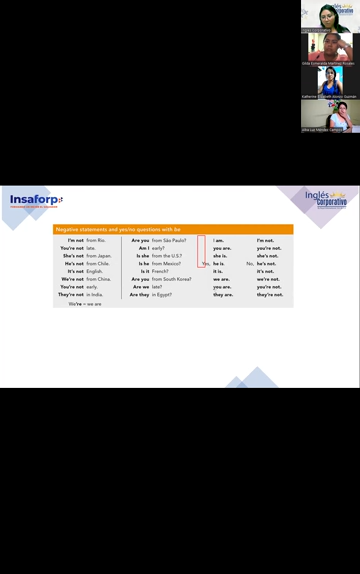 Inglés
Corporativo
Insaforp
Inglés
Corporativo
Negative statements and yes/no questions with be
I'm not from Rio. Are you from São Paulo? I am. I'm not.
You're not late. Am I early? you are. you're not.
She's not from Japan. Is she from the U.S.? she is. she's not.
He's not from Chile. Is he from Mexico? Yes, he is. No, he's not.
It's not English. Is it French? it is. it's not.
We're not from China. Are you from South Korea? we are. we're not.
You're not early. Are we late? you are. you're not.
They're not in India. Are they in Egypt? they are. they're not.
We're = we are